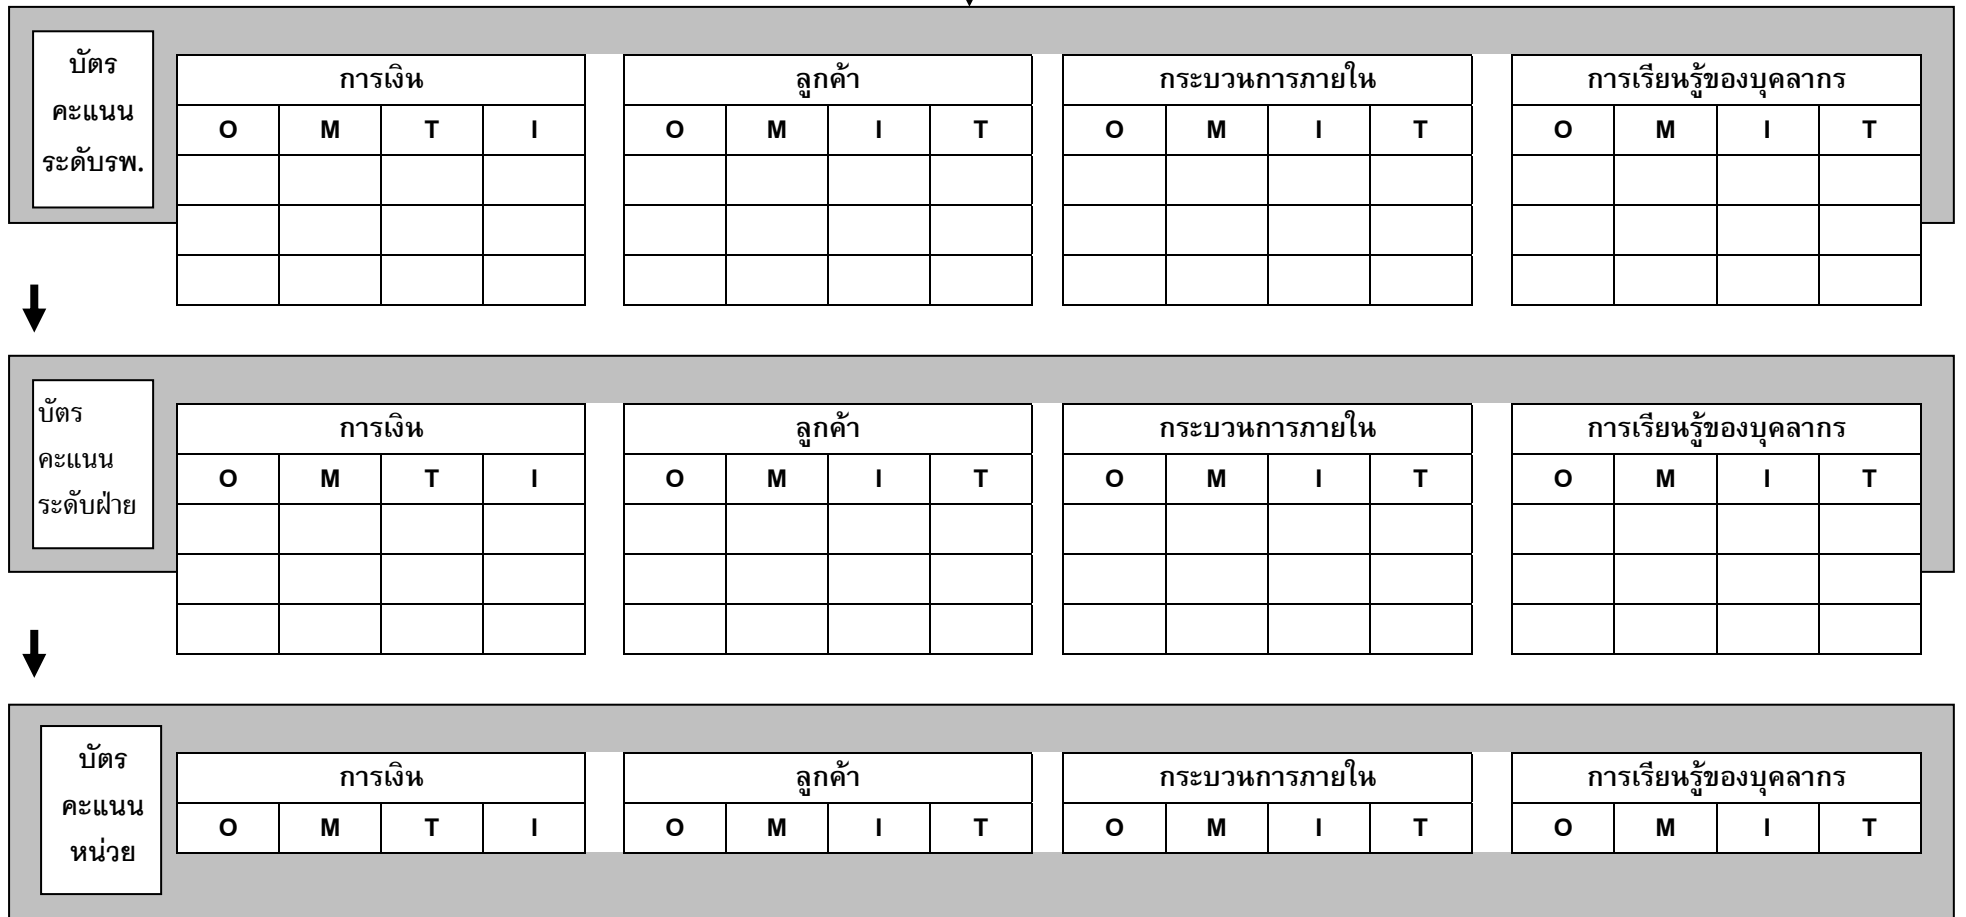 บัตร
คะแนน
ระดับรพ.
การเงิน ลูกค้า กระบวนการภายใน การเรียนรู้ของบุคลากร
O M T I O M I T O M I T O M I T
บัตร
คะแนน
ระดับฝ่าย
การเงิน ลูกค้า กระบวนการภายใน การเรียนรู้ของบุคลากร
O M T I O M I T O M I T O M I T
บัตร
คะแนน
หน่วย
การเงิน ลูกค้า กระบวนการภายใน การเรียนรู้ของบุคลากร
O M T I O M I T O M I T O M I T